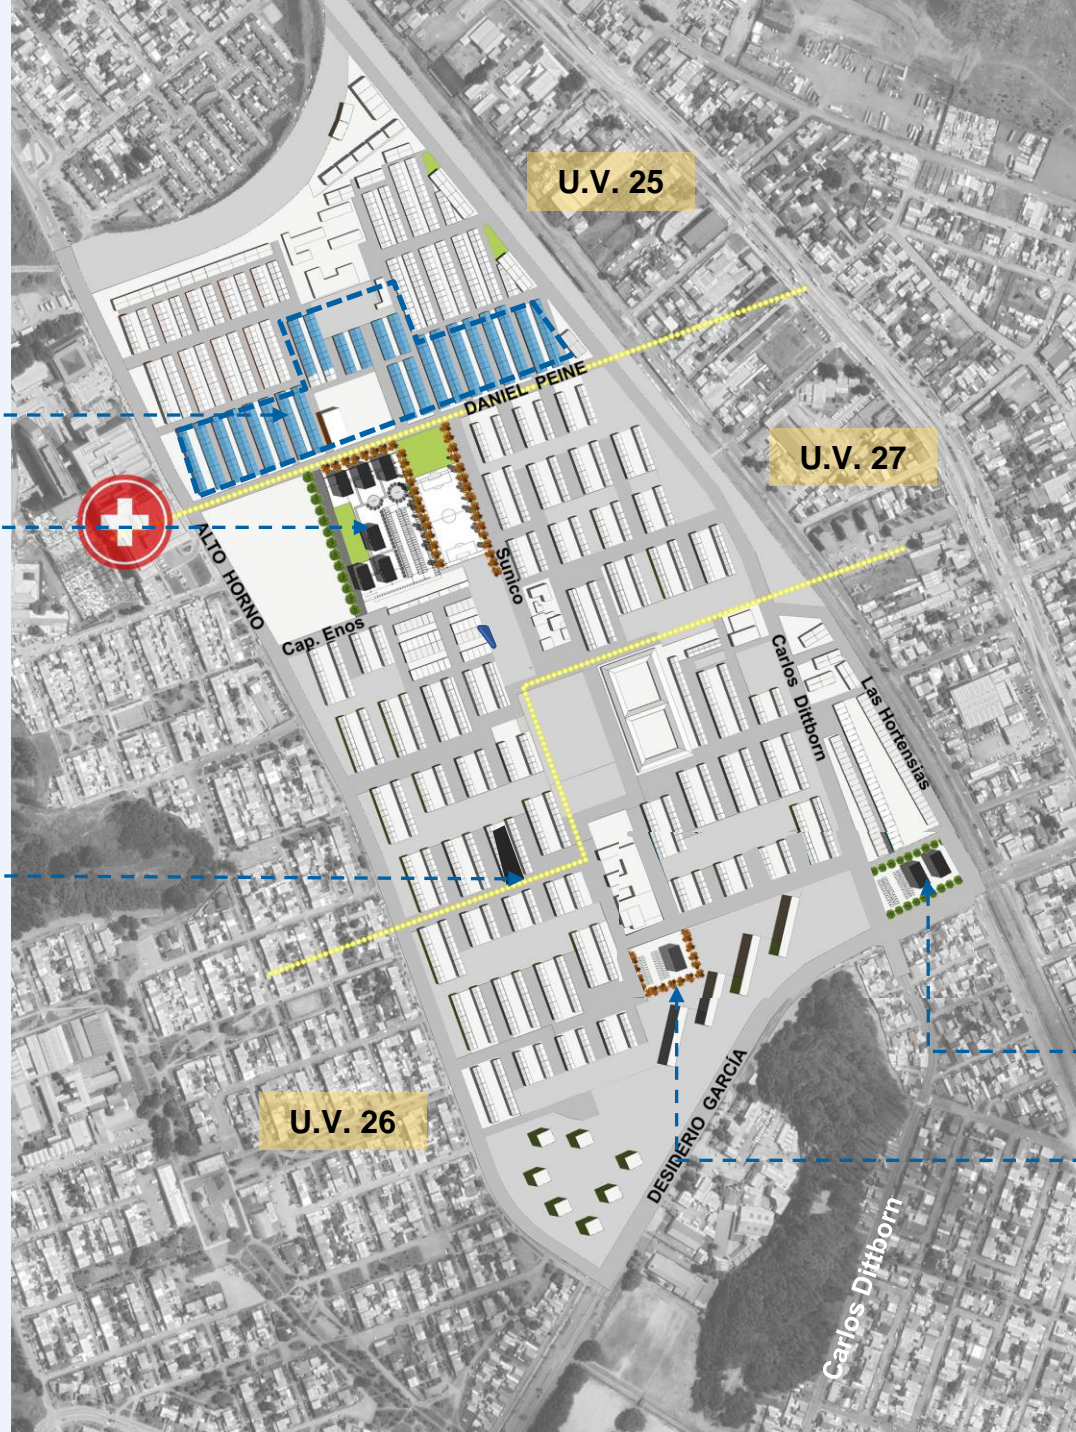 U.V. 25
DANIEL PEINE
U.V. 27
ALTO HORNO
Sunico
Cap. Enos
Carlos Dittborn
Las Hortensias
U.V. 26
DESIDERIO GARCÍA
Carlos Dittborn